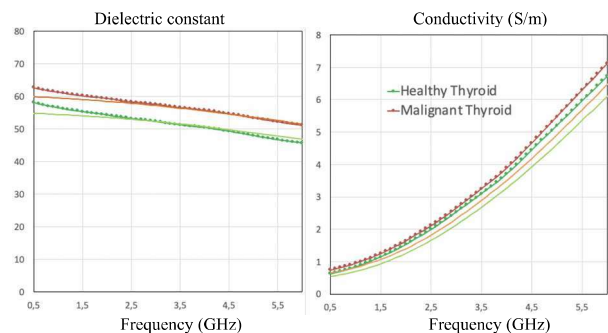 Dielectric constant
80
70
60
50
40
30
20
10
0
0,5 1,5 2,5 3,5 4,5 5,5
Frequency (GHz)
Conductivity (S/m)
8
7
6
5
4
3
2
1
0
Healthy Thyroid
Malignant Thyroid
0,5 1,5 2,5 3,5 4,5 5,5
Frequency (GHz)